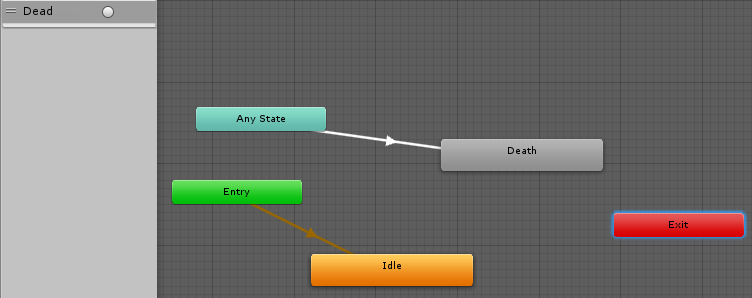 Dead
Any State
Death
Entry
Exit
Idle